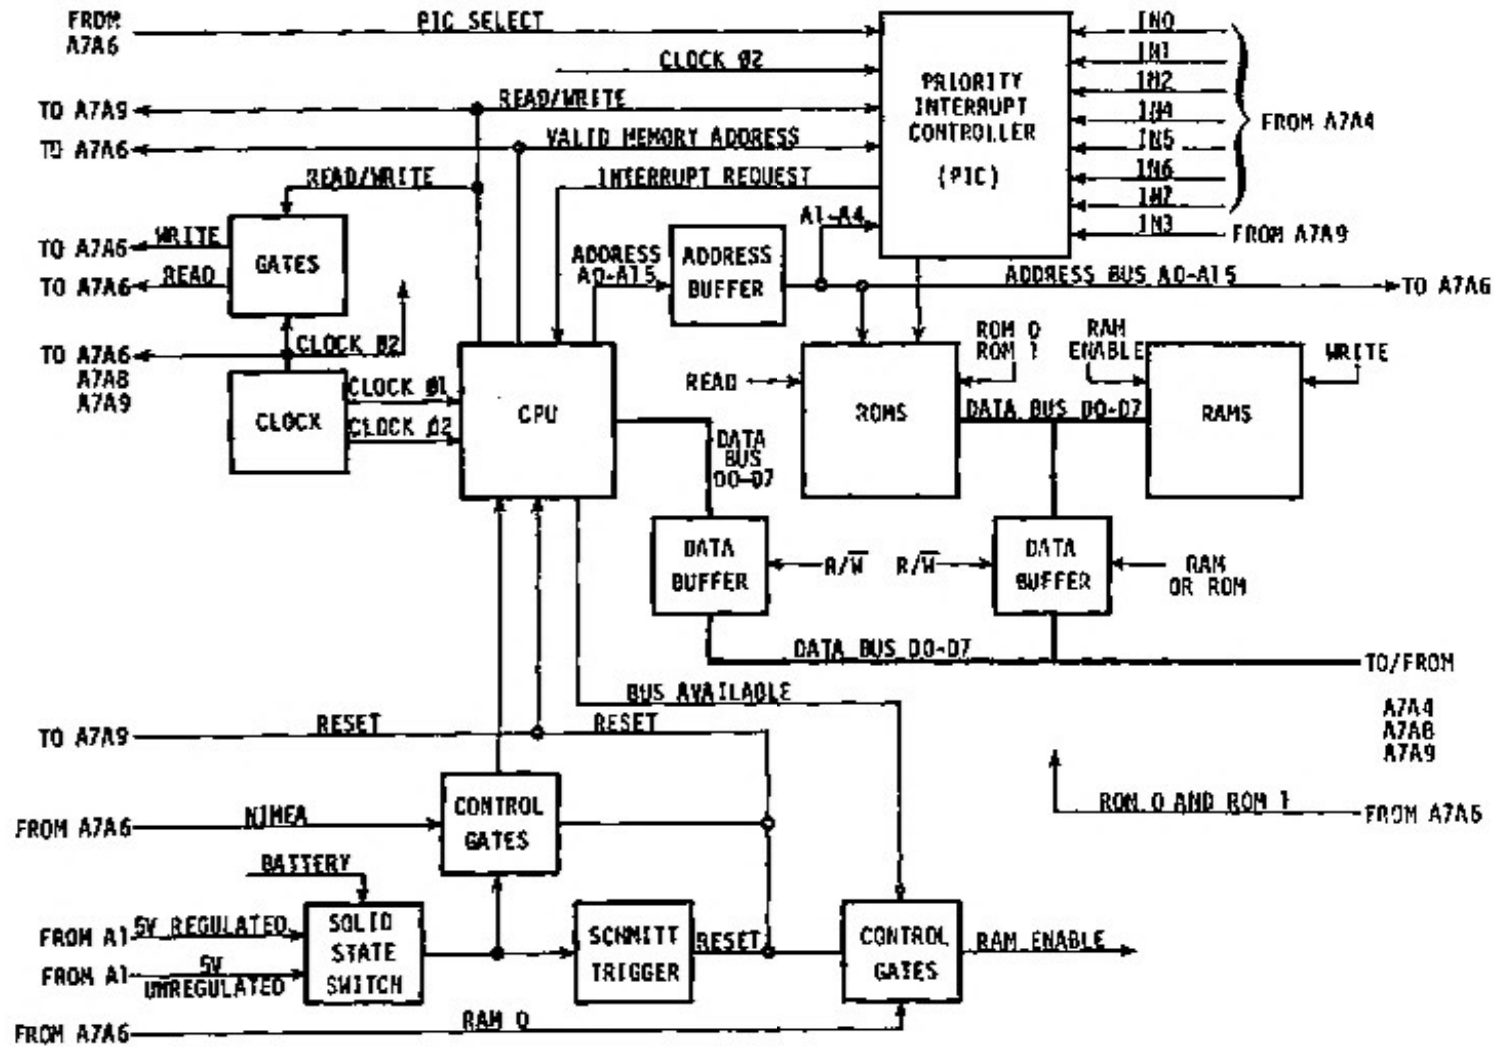 FROM
A7A6
PIC SELECT
CLOCK Ø2
TO A7A9
READ/WRITE
TO A7A6
VALID MEMORY ADDRESS
READ/WRITE
INTERRUPT REQUEST
PRIORITY
INTERRUPT
CONTROLLER
(PIC)
IN0
IN1
IN2
IN4
IN5
IN6
IN7
IN3
FROM A7A4
FROM A7A9
TO A7A6
WRITE
TO A7A6
READ
GATES
ADDRESS
A0-A15
ADDRESS
BUFFER
A1-A4
ADDRESS BUS A0-A15
TO A7A6
TO A7A6
A7A8
A7A9
CLOCK Ø2
CLOCK
CLOCK Ø1
CLOCK Ø2
CPU
READ
ROMS
ROM 0
ROM 1
RAM
ENABLE
WRITE
DATA BUS D0-D7
RAMS
DATA
BUS
D0-D7
DATA
BUFFER
R/W̅
R/W̅
DATA
BUFFER
RAM
OR ROM
DATA BUS D0-D7
TO/FROM
A7A4
A7A8
A7A9
BUS AVAILABLE
TO A7A9
RESET
RESET
ROM 0 AND ROM 1
FROM A7A6
FROM A7A6
CONTROL
GATES
BATTERY
FROM A1
5V REGULATED
FROM A1
5V
UNREGULATED
SOLID
STATE
SWITCH
SCHMITT
TRIGGER
RESET
CONTROL
GATES
RAM ENABLE
FROM A7A6
RAM 0